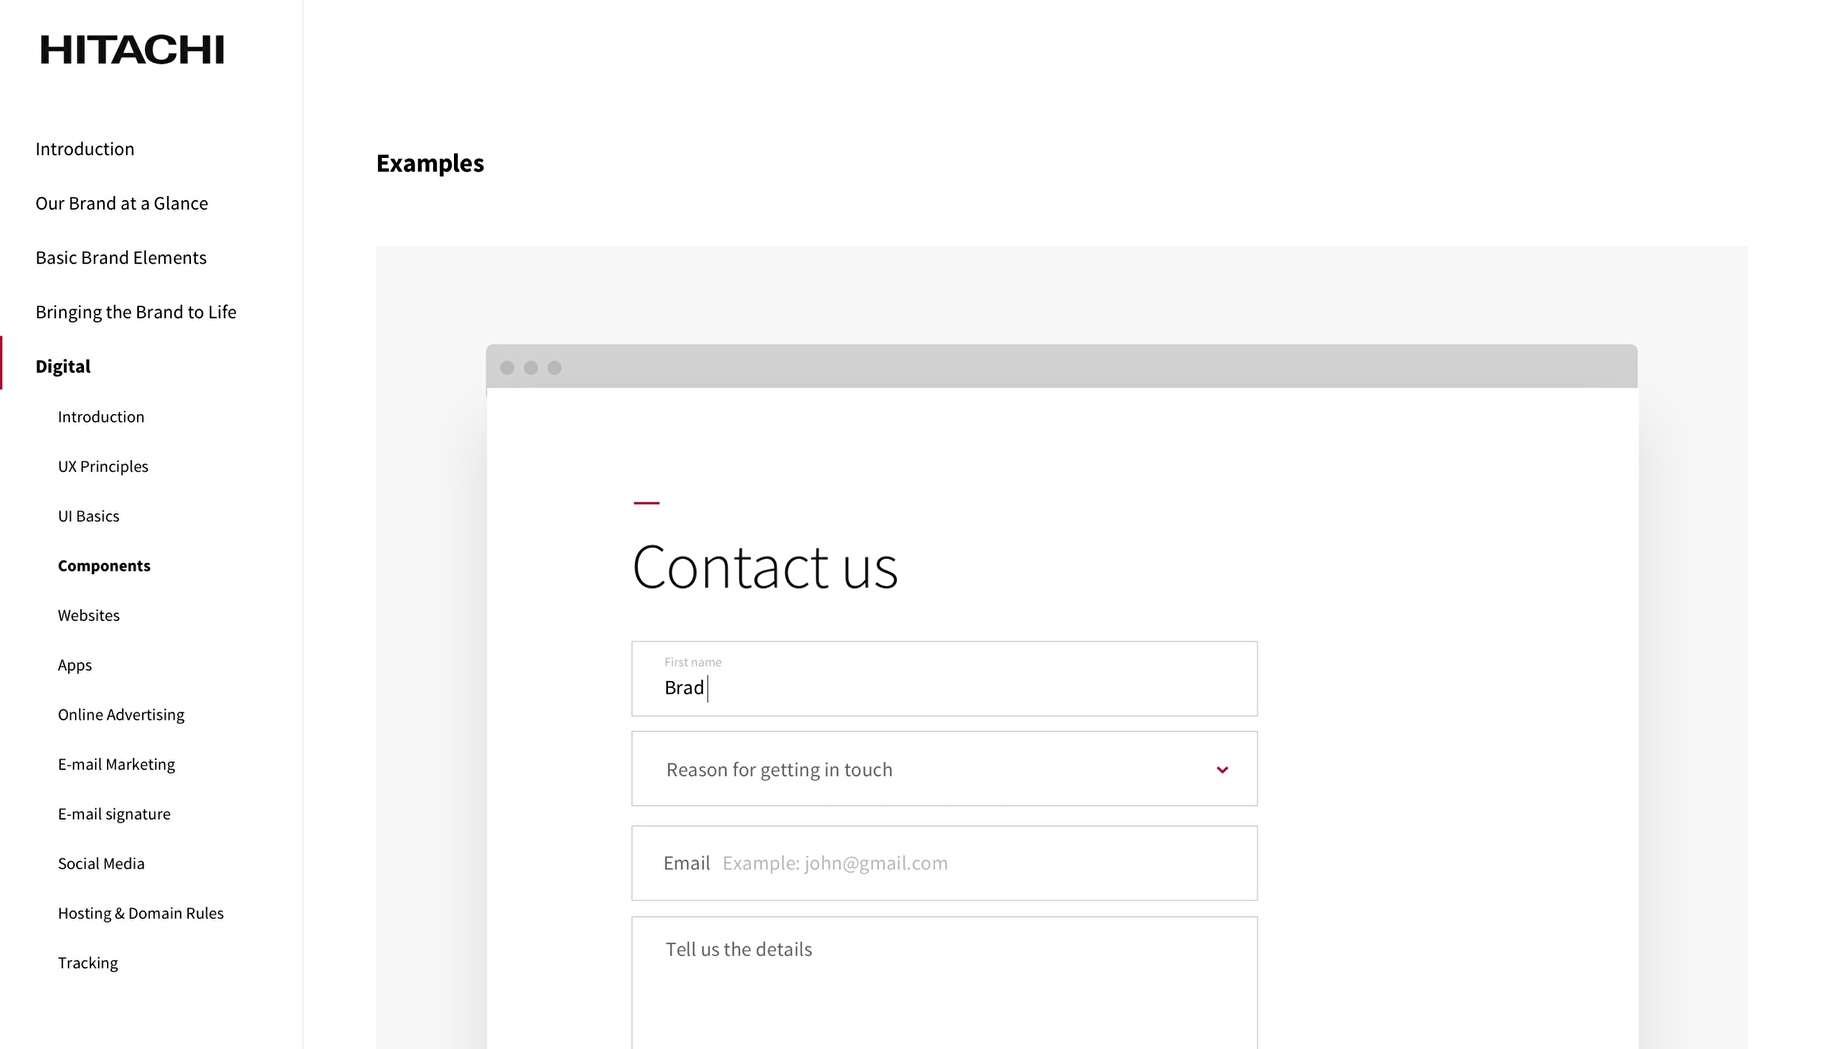 HITACHI
Introduction
Our Brand at a Glance
Basic Brand Elements
Bringing the Brand to Life
Digital
Introduction
UX Principles
UI Basics
Components
Websites
Apps
Online Advertising
E-mail Marketing
E-mail signature
Social Media
Hosting & Domain Rules
Tracking
Examples
Contact us
First name
Brad
Reason for getting in touch
Email Example: john@gmail.com
Tell us the details